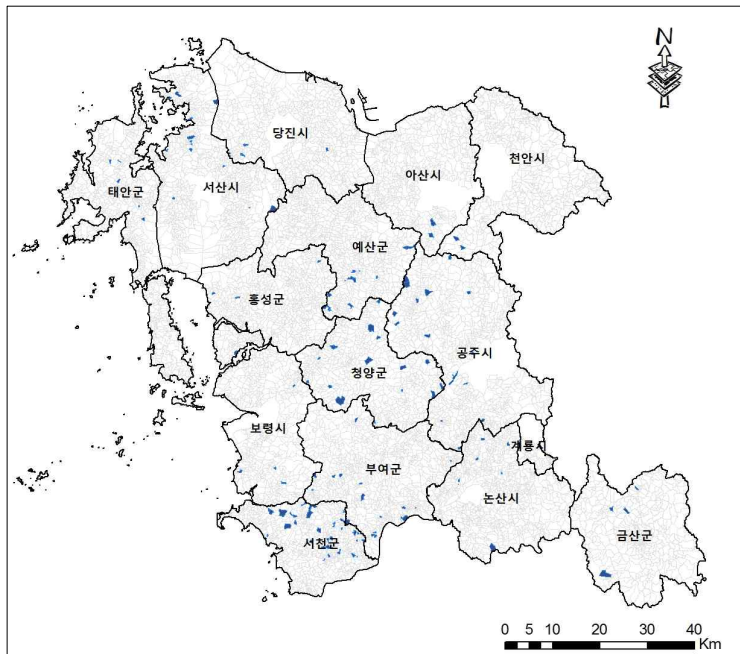 N
당진시
천안시
아산시
태안군
서산시
예산군
홍성군
공주시
청양군
보령시
부여군
계룡시
논산시
서천군
금산군
0 5 10 20 30 40
Km